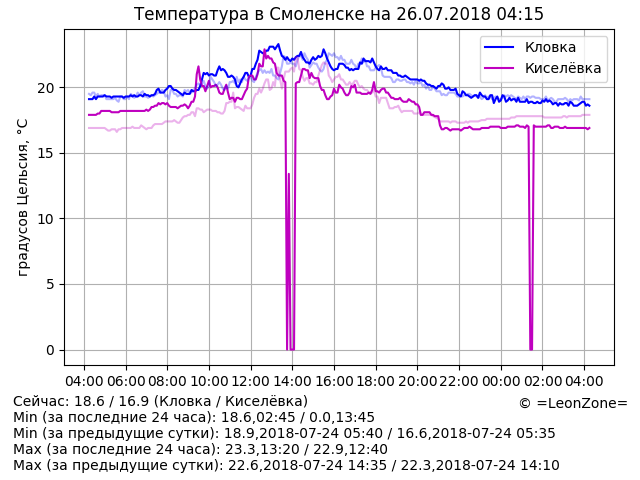 Температура в Смоленске на 26.07.2018 04:15
Кловка
Киселёвка
градусов Цельсия, °C
20
15
10
5
0
04:00 06:00 08:00 10:00 12:00 14:00 16:00 18:00 20:00 22:00 00:00 02:00 04:00
Сейчас: 18.6 / 16.9 (Кловка / Киселёвка)
© =LeonZone=
Min (за последние 24 часа): 18.6,02:45 / 0.0,13:45
Min (за предыдущие сутки): 18.9,2018-07-24 05:40 / 16.6,2018-07-24 05:35
Max (за последние 24 часа): 23.3,13:20 / 22.9,12:40
Max (за предыдущие сутки): 22.6,2018-07-24 14:35 / 22.3,2018-07-24 14:10